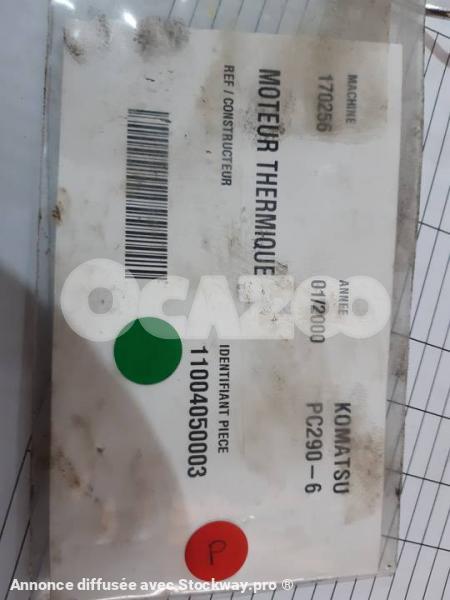 MACHINE
170256
ANNEE
01/2000
KOMATSU
PC290-6
MOTEUR THERMIQUE
REF / CONSTRUCTEUR
IDENTIFIANT PIECE
11004050003
P
OCAZOO
Annonce diffusée avec Stockway.pro ®